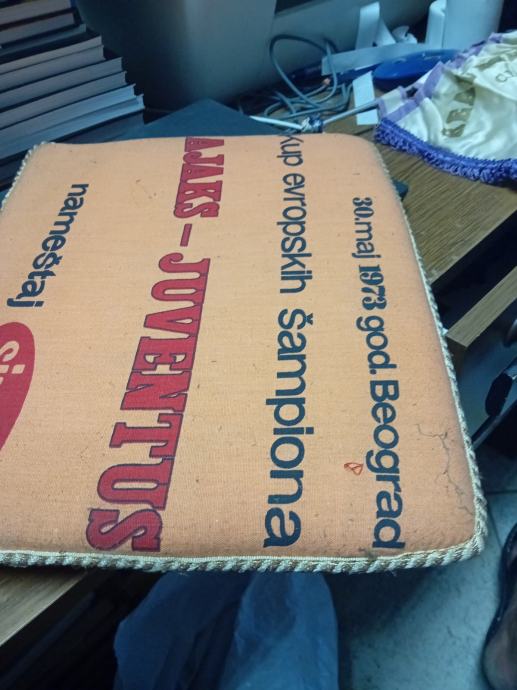 30. maj 1973 god. Beograd
Kup evropskih šampiona
AJAKS – JUVENTUS
nameštaj